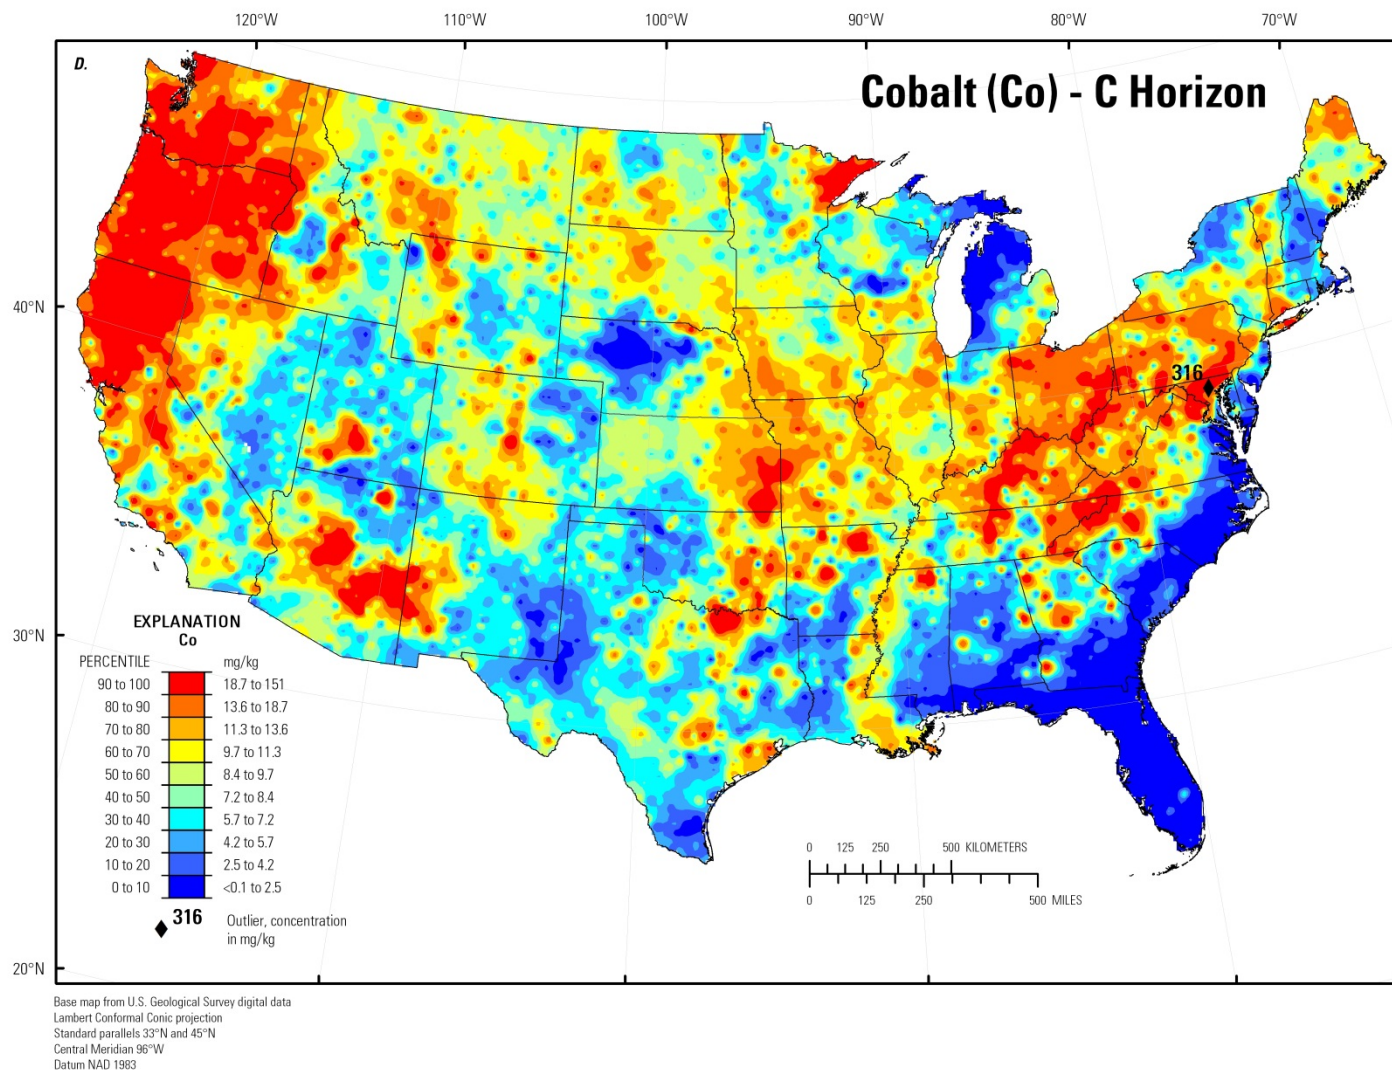 120°W 110°W 100°W 90°W 80°W 70°W
D.
Cobalt (Co) - C Horizon
40°N
316
30°N
EXPLANATION
Co
PERCENTILE mg/kg
90 to 100 18.7 to 151
80 to 90 13.6 to 18.7
70 to 80 11.3 to 13.6
60 to 70 9.7 to 11.3
50 to 60 8.4 to 9.7
40 to 50 7.2 to 8.4
30 to 40 5.7 to 7.2
20 to 30 4.2 to 5.7
10 to 20 2.5 to 4.2
0 to 10 <0.1 to 2.5
316 Outlier, concentration
in mg/kg
0 125 250 500 KILOMETERS
0 125 250 500 MILES
20°N
Base map from U.S. Geological Survey digital data
Lambert Conformal Conic projection
Standard parallels 33°N and 45°N
Central Meridian 96°W
Datum NAD 1983